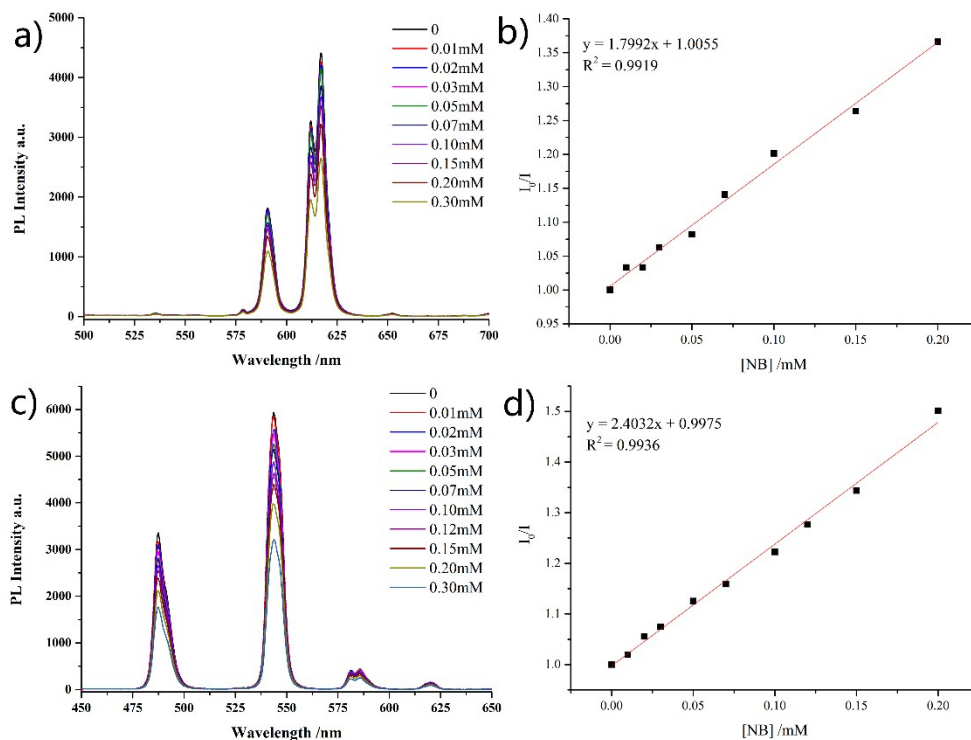 a)
5000
4000
3000
2000
1000
0
PL Intensity a.u.
500
525
550
575
600
625
650
675
700
Wavelength /nm
0
0.01mM
0.02mM
0.03mM
0.05mM
0.07mM
0.10mM
0.15mM
0.20mM
0.30mM
b)
y = 1.7992x + 1.0055
R² = 0.9919
1.40
1.35
1.30
1.25
1.20
1.15
1.10
1.05
1.00
0.95
I₀/I
0.00
0.05
0.10
0.15
0.20
[NB] /mM
c)
6000
5000
4000
3000
2000
1000
0
PL Intensity a.u.
450
475
500
525
550
575
600
625
650
Wavelength /nm
0
0.01mM
0.02mM
0.03mM
0.05mM
0.07mM
0.10mM
0.12mM
0.15mM
0.20mM
0.30mM
d)
y = 2.4032x + 0.9975
R² = 0.9936
1.5
1.4
1.3
1.2
1.1
1.0
I₀/I
0.00
0.05
0.10
0.15
0.20
[NB] /mM